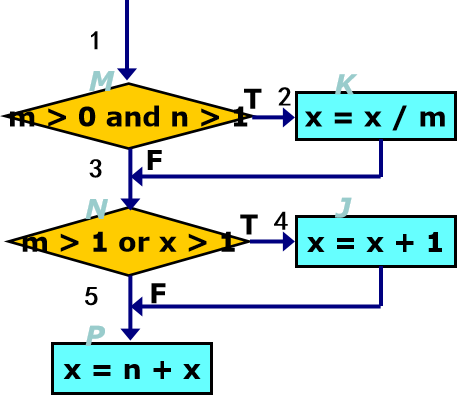 1
M
m > 0 and n > 1
T
2
K
x = x / m
3
F
N
m > 1 or x > 1
T
4
J
x = x + 1
5
F
P
x = n + x